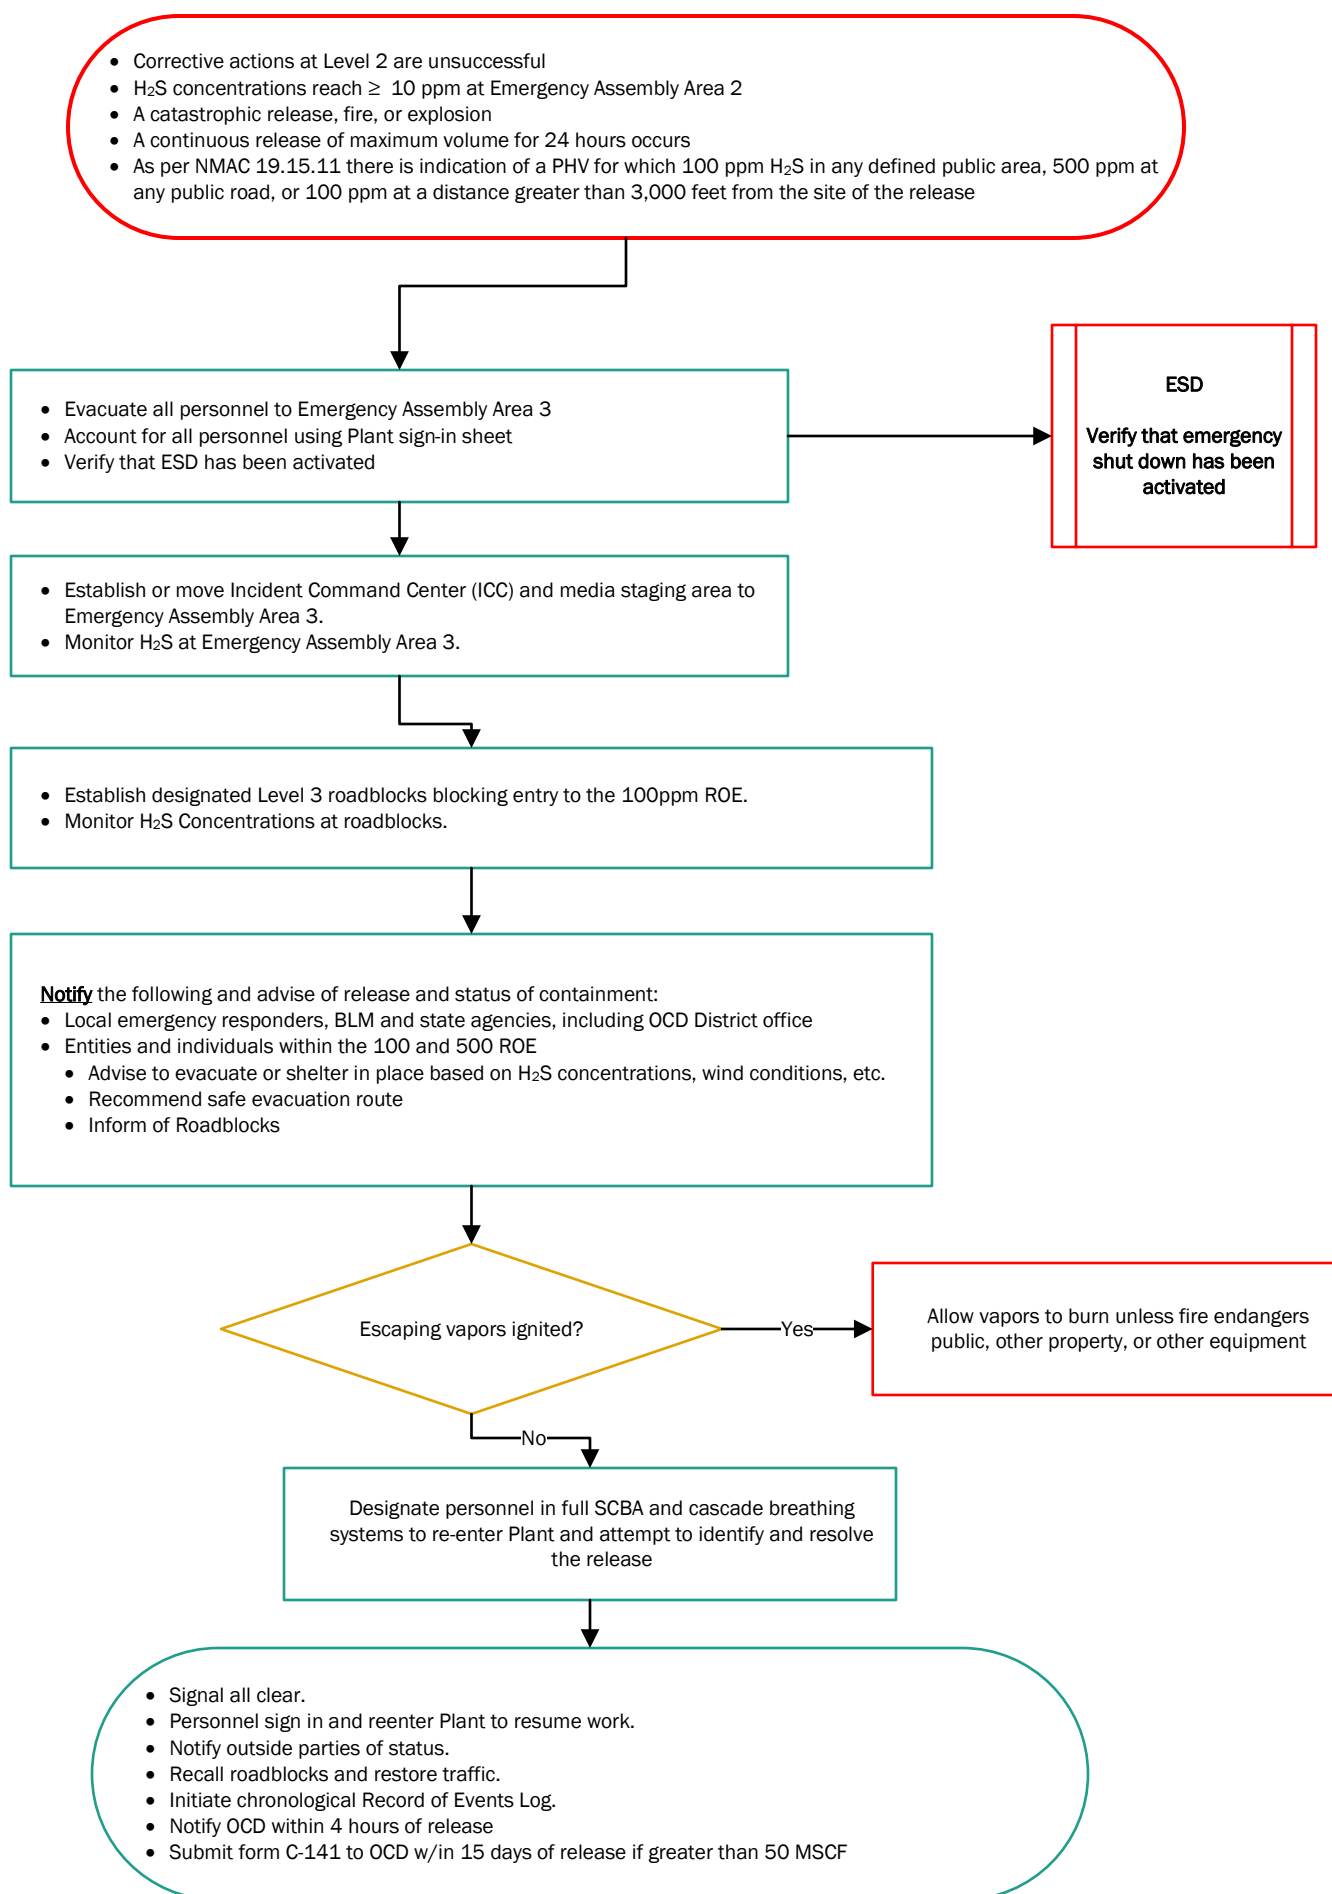 • Corrective actions at Level 2 are unsuccessful
• H₂S concentrations reach ≥ 10 ppm at Emergency Assembly Area 2
• A catastrophic release, fire, or explosion
• A continuous release of maximum volume for 24 hours occurs
• As per NMAC 19.15.11 there is indication of a PHV for which 100 ppm H₂S in any defined public area, 500 ppm at
any public road, or 100 ppm at a distance greater than 3,000 feet from the site of the release
• Evacuate all personnel to Emergency Assembly Area 3
• Account for all personnel using Plant sign-in sheet
• Verify that ESD has been activated
ESD
Verify that emergency
shut down has been
activated
• Establish or move Incident Command Center (ICC) and media staging area to
Emergency Assembly Area 3.
• Monitor H₂S at Emergency Assembly Area 3.
• Establish designated Level 3 roadblocks blocking entry to the 100ppm ROE.
• Monitor H₂S Concentrations at roadblocks.
Notify the following and advise of release and status of containment:
• Local emergency responders, BLM and state agencies, including OCD District office
• Entities and individuals within the 100 and 500 ROE
• Advise to evacuate or shelter in place based on H₂S concentrations, wind conditions, etc.
• Recommend safe evacuation route
• Inform of Roadblocks
Escaping vapors ignited?
Yes
Allow vapors to burn unless fire endangers
public, other property, or other equipment
No
Designate personnel in full SCBA and cascade breathing
systems to re-enter Plant and attempt to identify and resolve
the release
• Signal all clear.
• Personnel sign in and reenter Plant to resume work.
• Notify outside parties of status.
• Recall roadblocks and restore traffic.
• Initiate chronological Record of Events Log.
• Notify OCD within 4 hours of release
• Submit form C-141 to OCD w/in 15 days of release if greater than 50 MSCF